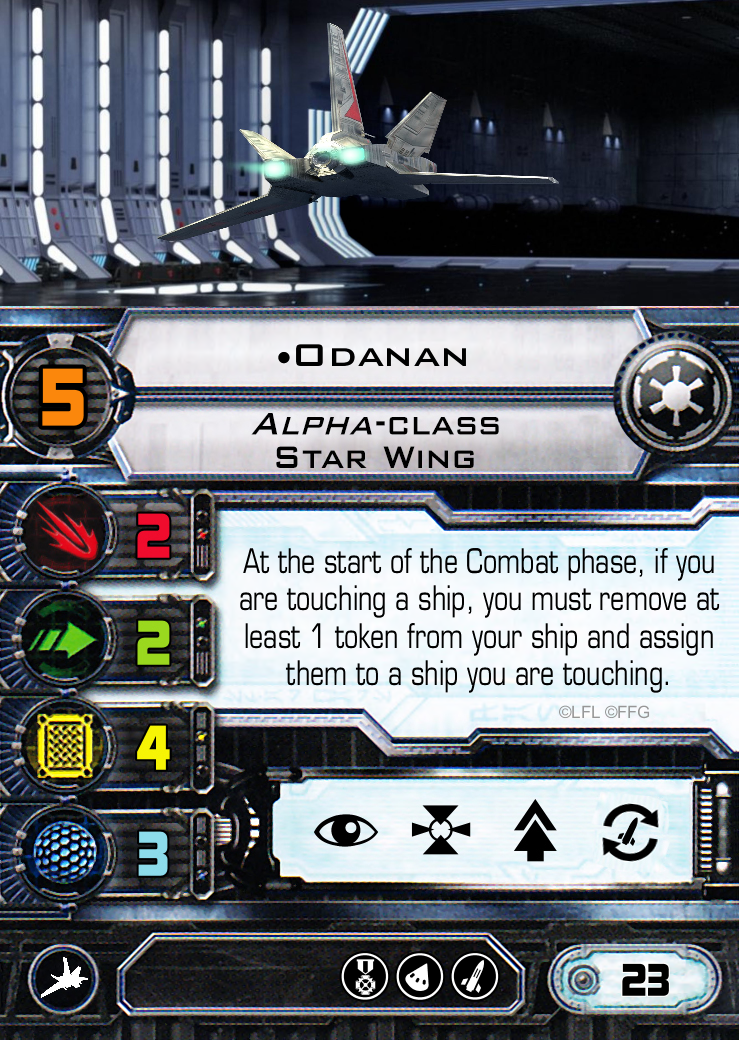 •Odanan
5
Alpha-class
Star Wing
2
At the start of the Combat phase, if you
are touching a ship, you must remove at
least 1 token from your ship and assign
them to a ship you are touching.
©LFL ©FFG
2
4
3
23